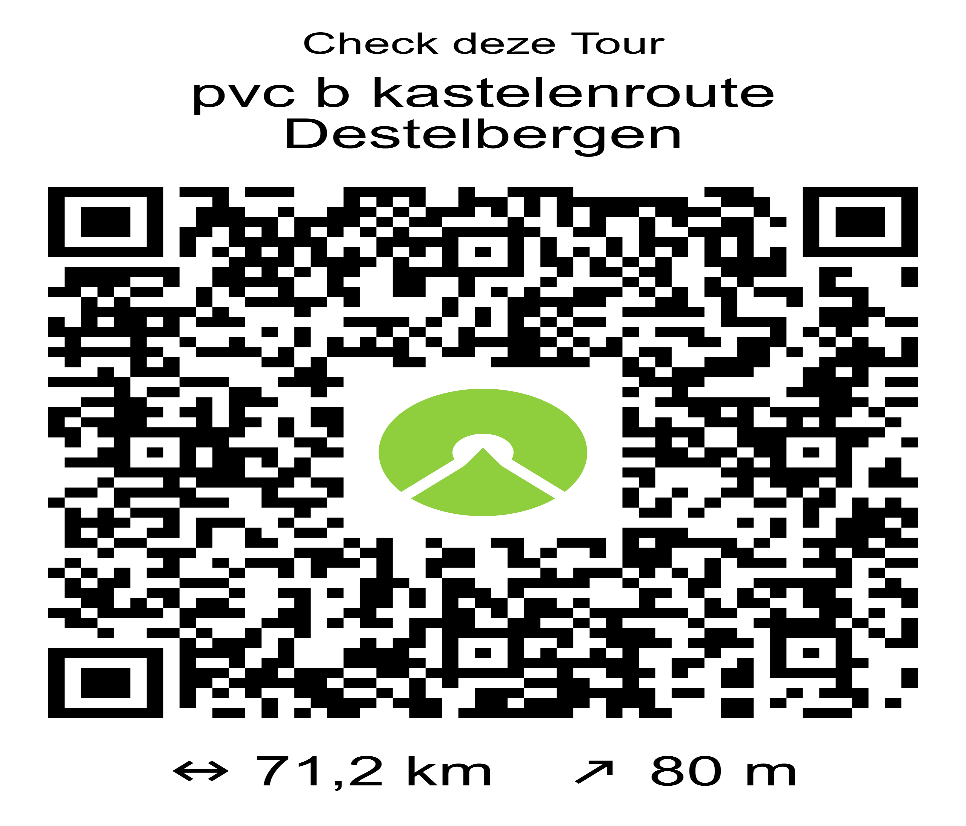 Check deze Tour
pvc b kastelenroute
Destelbergen
↔ 71,2 km ↗ 80 m